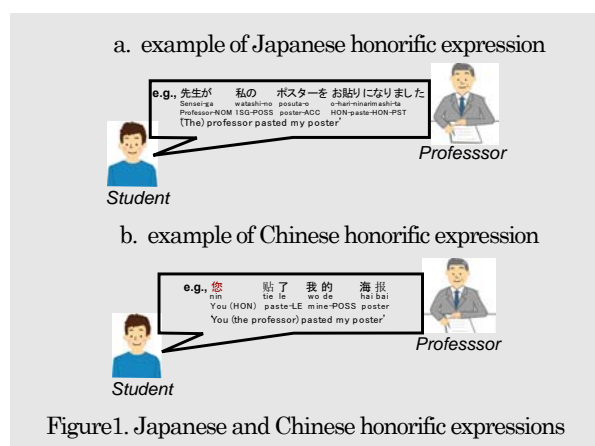 a. example of Japanese honorific expression
e.g., 先生が 私の ポスターを お貼りになりました
Sensei-ga watashi-no posuta-o o-hari-minarimashi-ta
Professor-NOM 1SG-POSS poster-ACC HON-paste-HON-PST
'(The) professor pasted my poster'
Professsor
Student
b. example of Chinese honorific expression
e.g., 您 贴了 我的 海报
nin tie le wo de hai bai
You (HON) paste-LE mine-POSS poster
You (the professor) pasted my poster'
Professsor
Student
Figure1. Japanese and Chinese honorific expressions